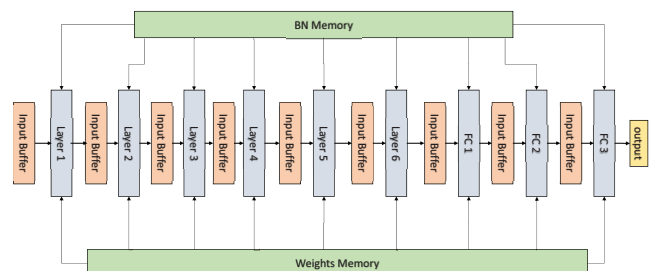 BN Memory
Input Buffer
Layer 1
Input Buffer
Layer 2
Input Buffer
Layer 3
Input Buffer
Layer 4
Input Buffer
Layer 5
Input Buffer
Layer 6
Input Buffer
FC 1
Input Buffer
FC 2
Input Buffer
FC 3
output
Weights Memory